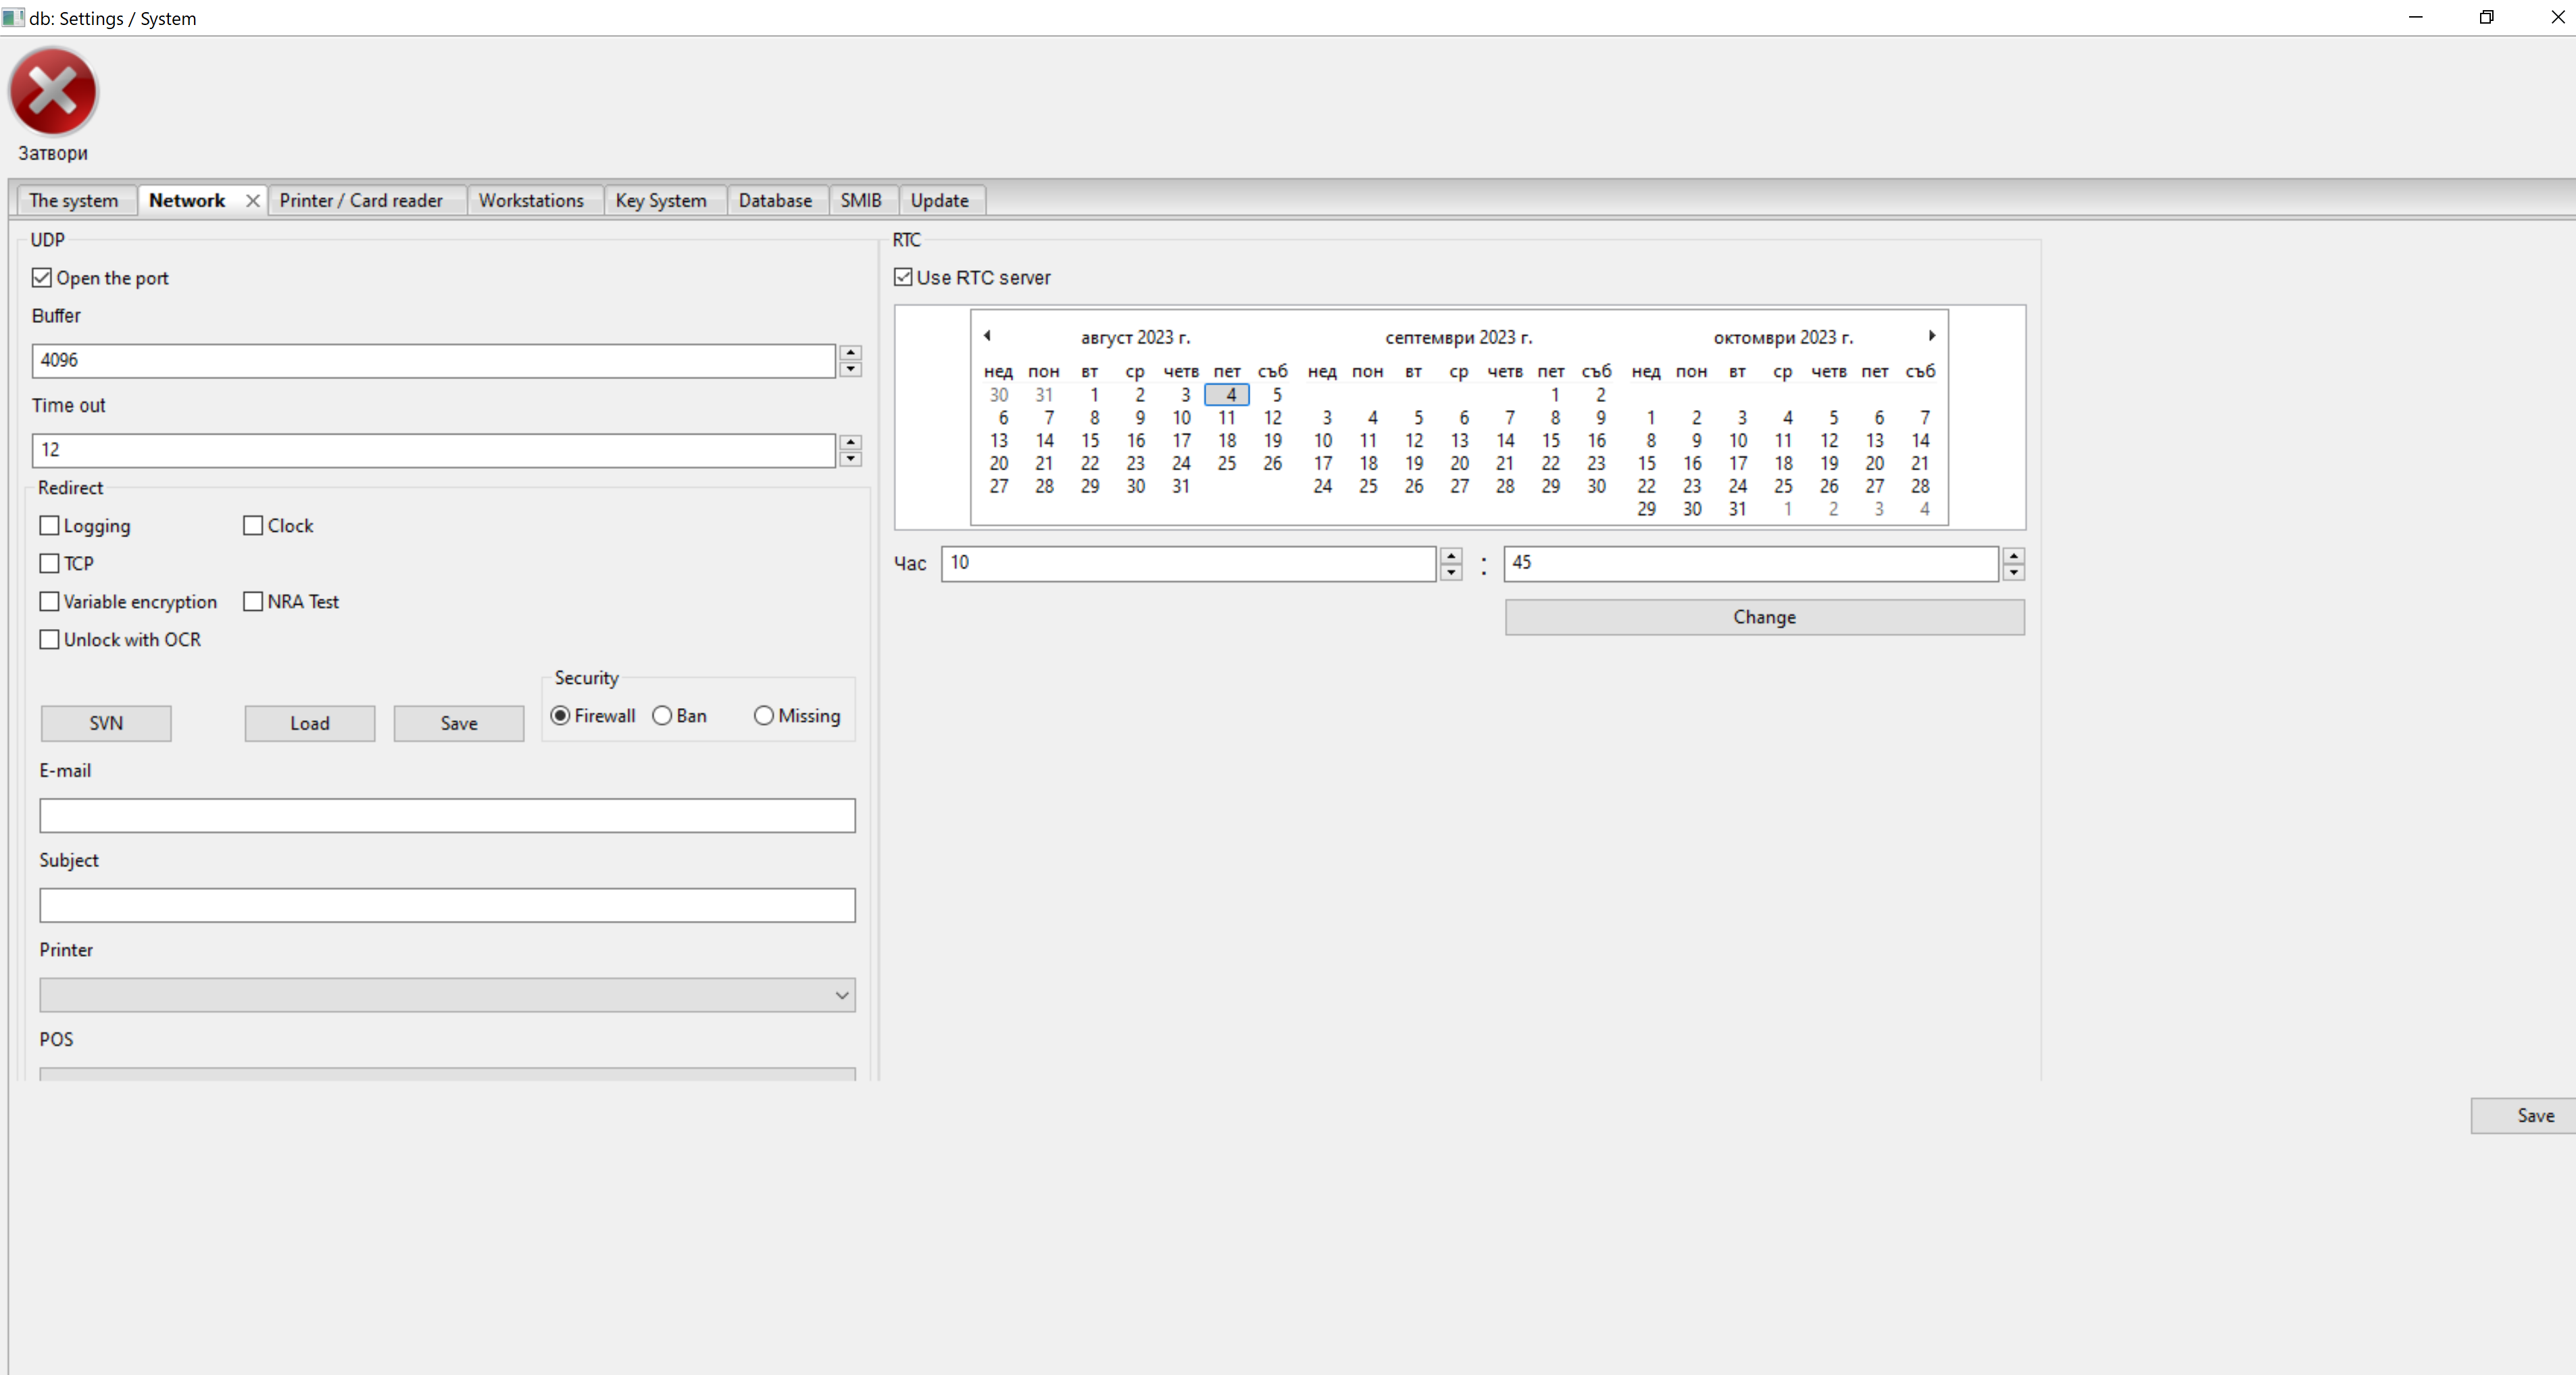 db: Settings / System
Затвори
The system Network Printer / Card reader Workstations Key System Database SMIB Update
UDP
Open the port
Buffer
4096
Time out
12
Redirect
Logging Clock
TCP
Variable encryption NRA Test
Unlock with OCR
Security
SVN Load Save Firewall Ban Missing
E-mail
Subject
Printer
POS
RTC
Use RTC server
август 2023 г. септември 2023 г. октомври 2023 г.
нед пон вт ср четв пет съб нед пон вт ср четв пет съб нед пон вт ср четв пет съб
30 31 1 2 3 4 5 1 2
6 7 8 9 10 11 12 3 4 5 6 7 8 9 1 2 3 4 5 6 7
13 14 15 16 17 18 19 10 11 12 13 14 15 16 8 9 10 11 12 13 14
20 21 22 23 24 25 26 17 18 19 20 21 22 23 15 16 17 18 19 20 21
27 28 29 30 31 24 25 26 27 28 29 30 22 23 24 25 26 27 28
29 30 31 1 2 3 4
Час 10 : 45
Change
Save